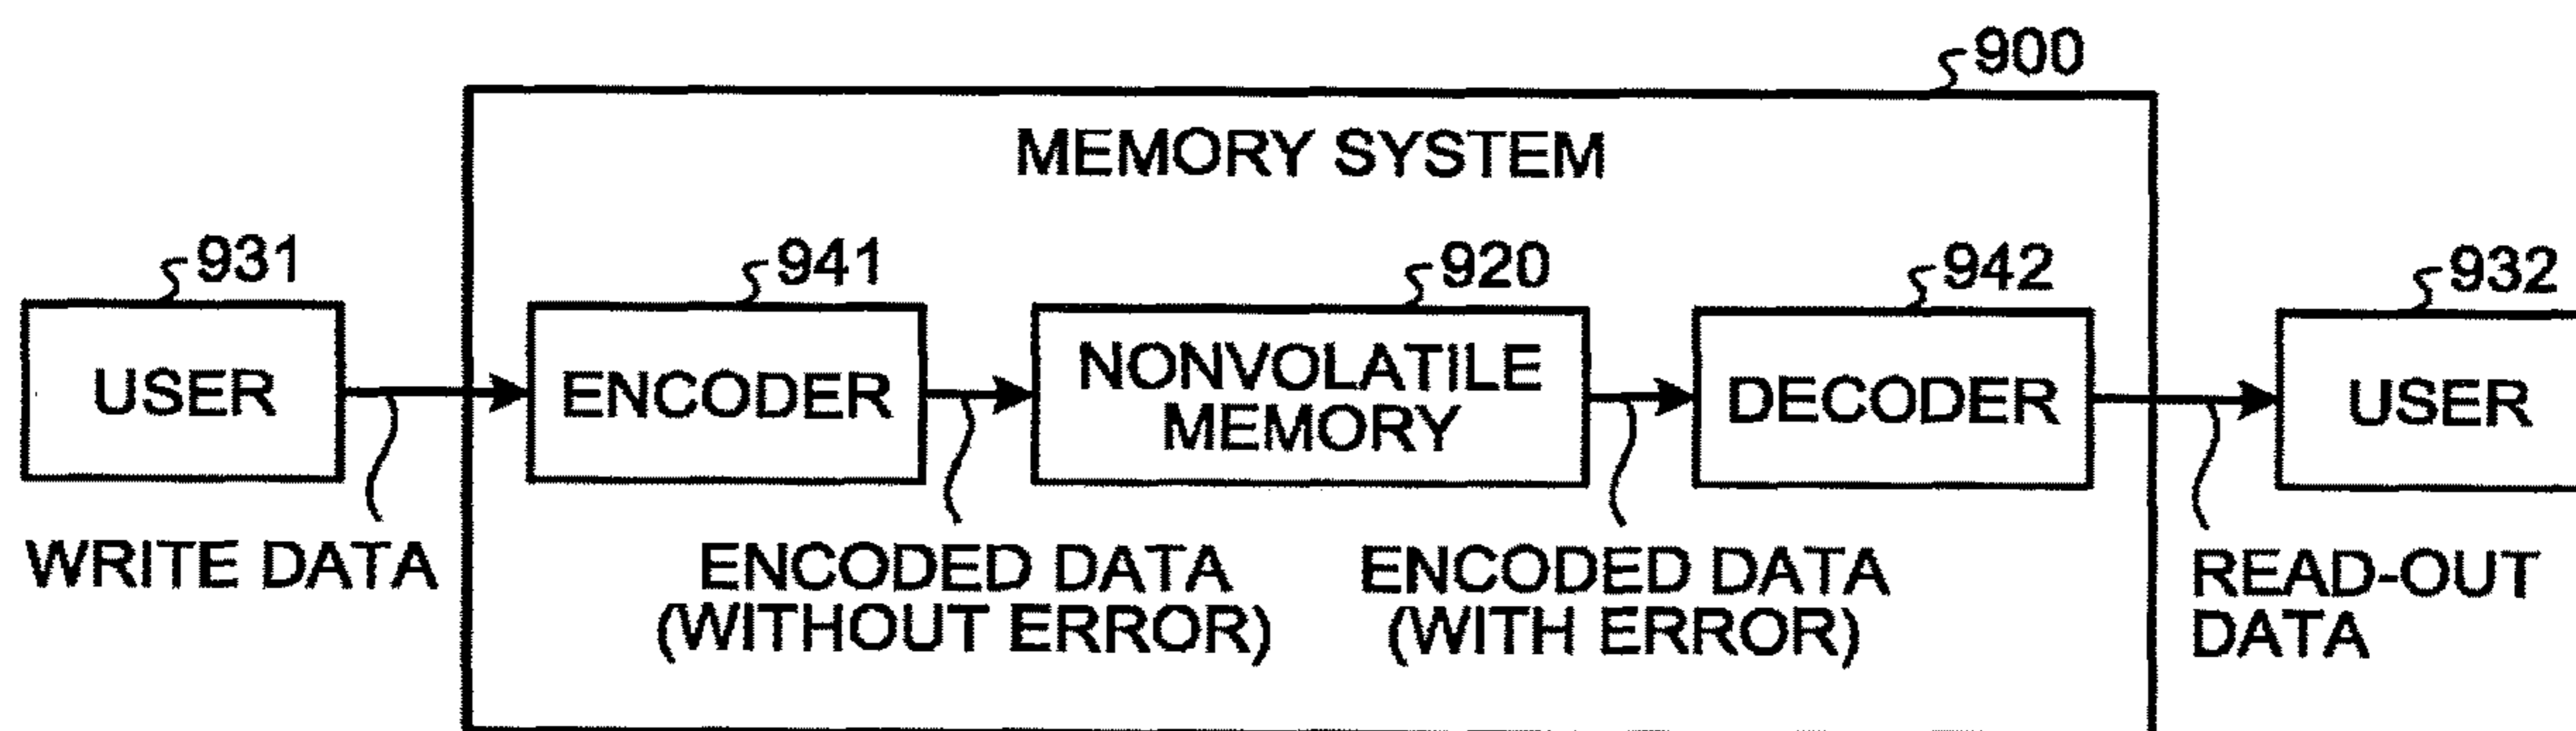 900
MEMORY SYSTEM
931
941
920
942
932
USER
ENCODER
NONVOLATILE
MEMORY
DECODER
USER
WRITE DATA
ENCODED DATA
(WITHOUT ERROR)
ENCODED DATA
(WITH ERROR)
READ-OUT
DATA